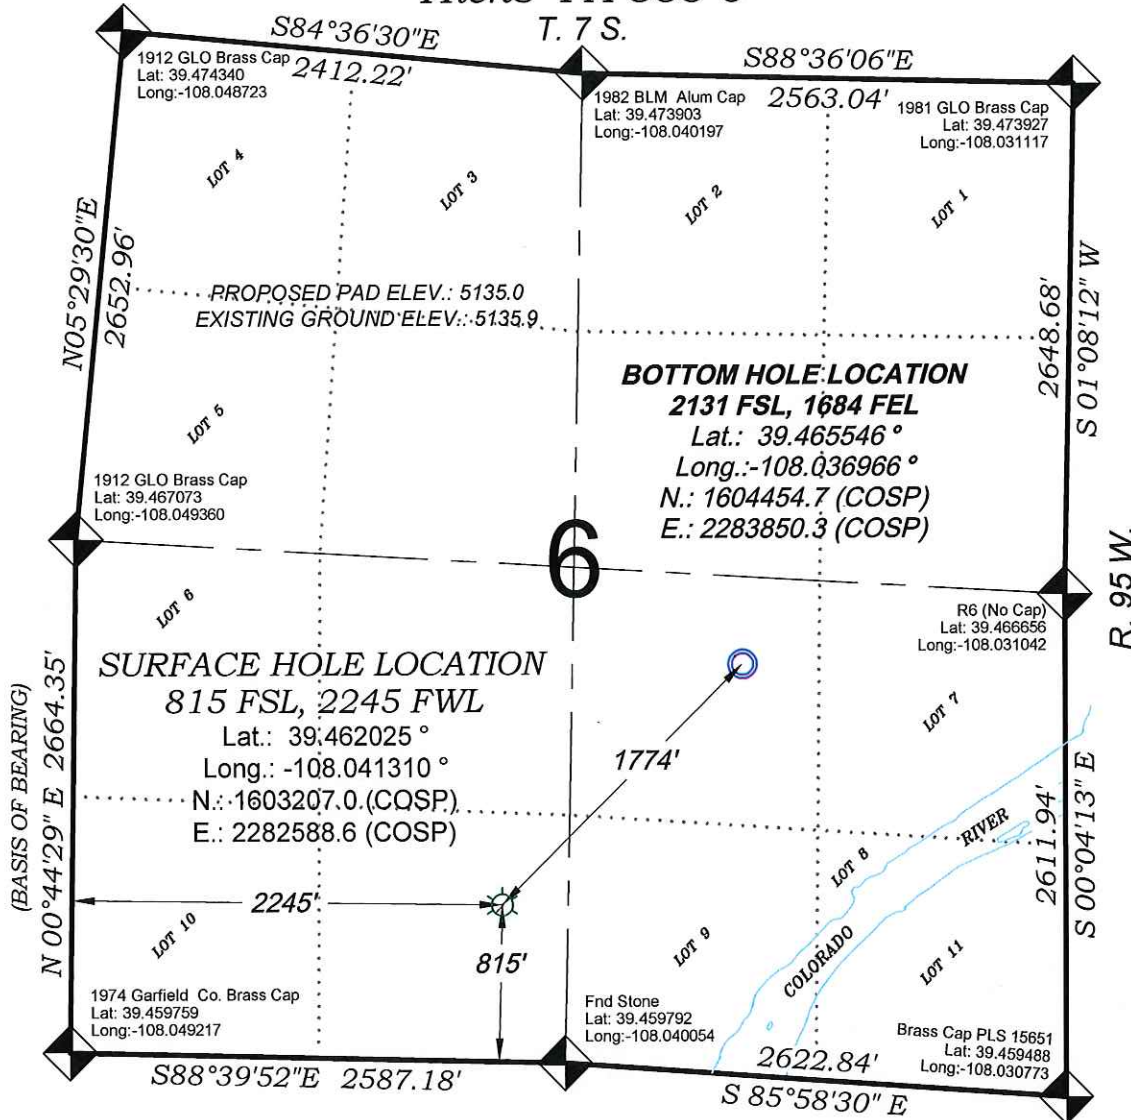 T. 7 S.
S84°36'30"E
2412.22'
S88°36'06"E
2563.04'
1912 GLO Brass Cap
Lat: 39.474340
Long:-108.048723
1982 BLM Alum Cap
Lat: 39.473903
Long:-108.040197
1981 GLO Brass Cap
Lat: 39.473927
Long:-108.031117
LOT 4
LOT 3
LOT 2
LOT 1
N05°29'30"E
2652.96'
PROPOSED PAD ELEV.: 5135.0
EXISTING GROUND ELEV.: 5135.9
2648.68'
S 01°08'12" W
BOTTOM HOLE LOCATION
2131 FSL, 1684 FEL
Lat.: 39.465546°
Long.:-108.036966°
N.: 1604454.7 (COSP)
E.: 2283850.3 (COSP)
LOT 5
1912 GLO Brass Cap
Lat: 39.467073
Long:-108.049360
6
R. 95 W.
LOT 6
R6 (No Cap)
Lat: 39.466656
Long:-108.031042
SURFACE HOLE LOCATION
815 FSL, 2245 FWL
Lat.: 39.462025 °
Long.: -108.041310 °
N.: 1603207.0 (COSP)
E.: 2282588.6 (COSP)
(BASIS OF BEARING)
N 00°44'29" E 2664.35'
1774'
LOT 7
RIVER
2611.94'
S 00°04'13" E
LOT 8
2245'
LOT 10
815'
LOT 9
COLORADO
LOT 11
1974 Garfield Co. Brass Cap
Lat: 39.459759
Long:-108.049217
Fnd Stone
Lat: 39.459792
Long:-108.040054
Brass Cap PLS 15651
Lat: 39.459488
Long:-108.030773
S88°39'52"E 2587.18'
2622.84'
S 85°58'30" E